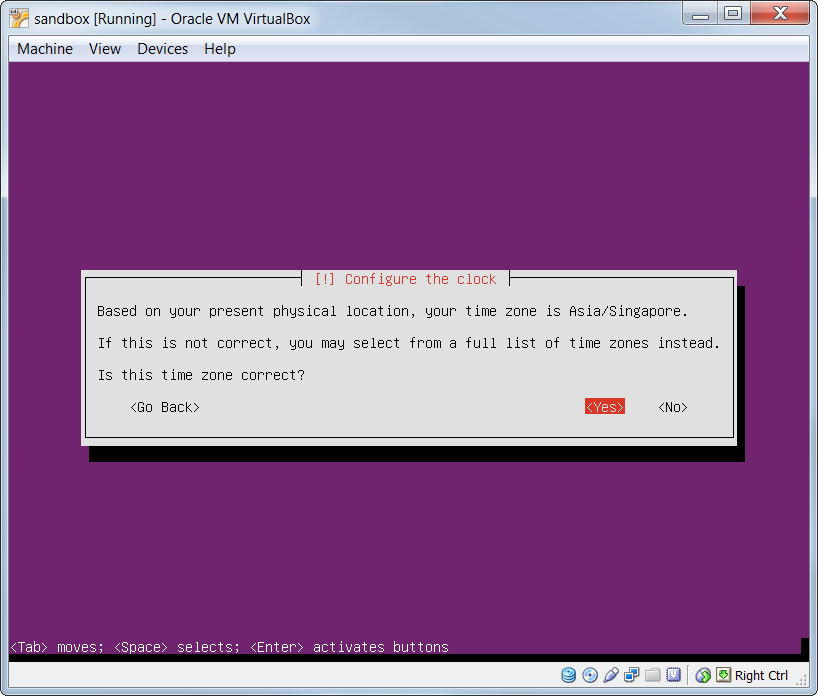 sandbox [Running] - Oracle VM VirtualBox
Machine View Devices Help
[!] Configure the clock
Based on your present physical location, your time zone is Asia/Singapore.
If this is not correct, you may select from a full list of time zones instead.
Is this time zone correct?
<Go Back> <Yes> <No>
<Tab> moves; <Space> selects; <Enter> activates buttons
Right Ctrl